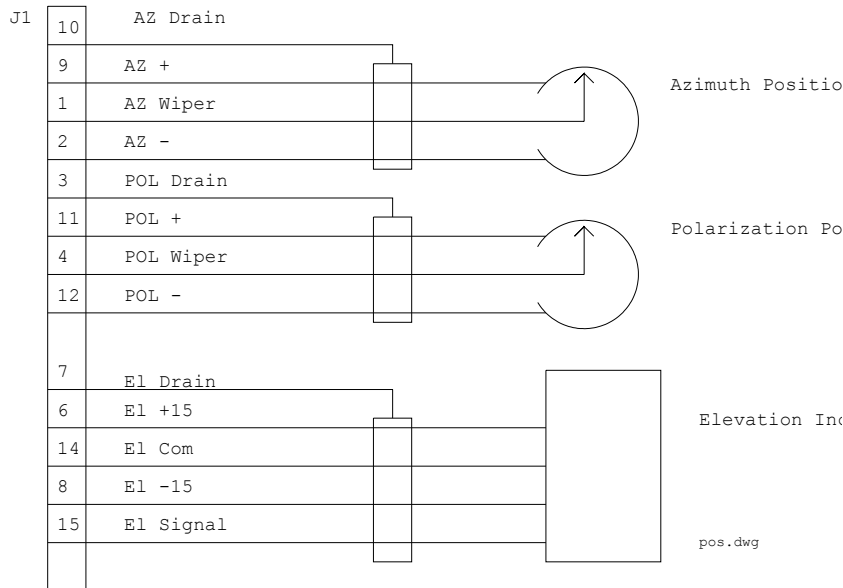 J1
10 AZ Drain
9 AZ +
1 AZ Wiper
2 AZ -
Azimuth Positio
3 POL Drain
11 POL +
4 POL Wiper
12 POL -
Polarization Po
7 El Drain
6 El +15
14 El Com
8 El -15
15 El Signal
Elevation Inc
pos.dwg